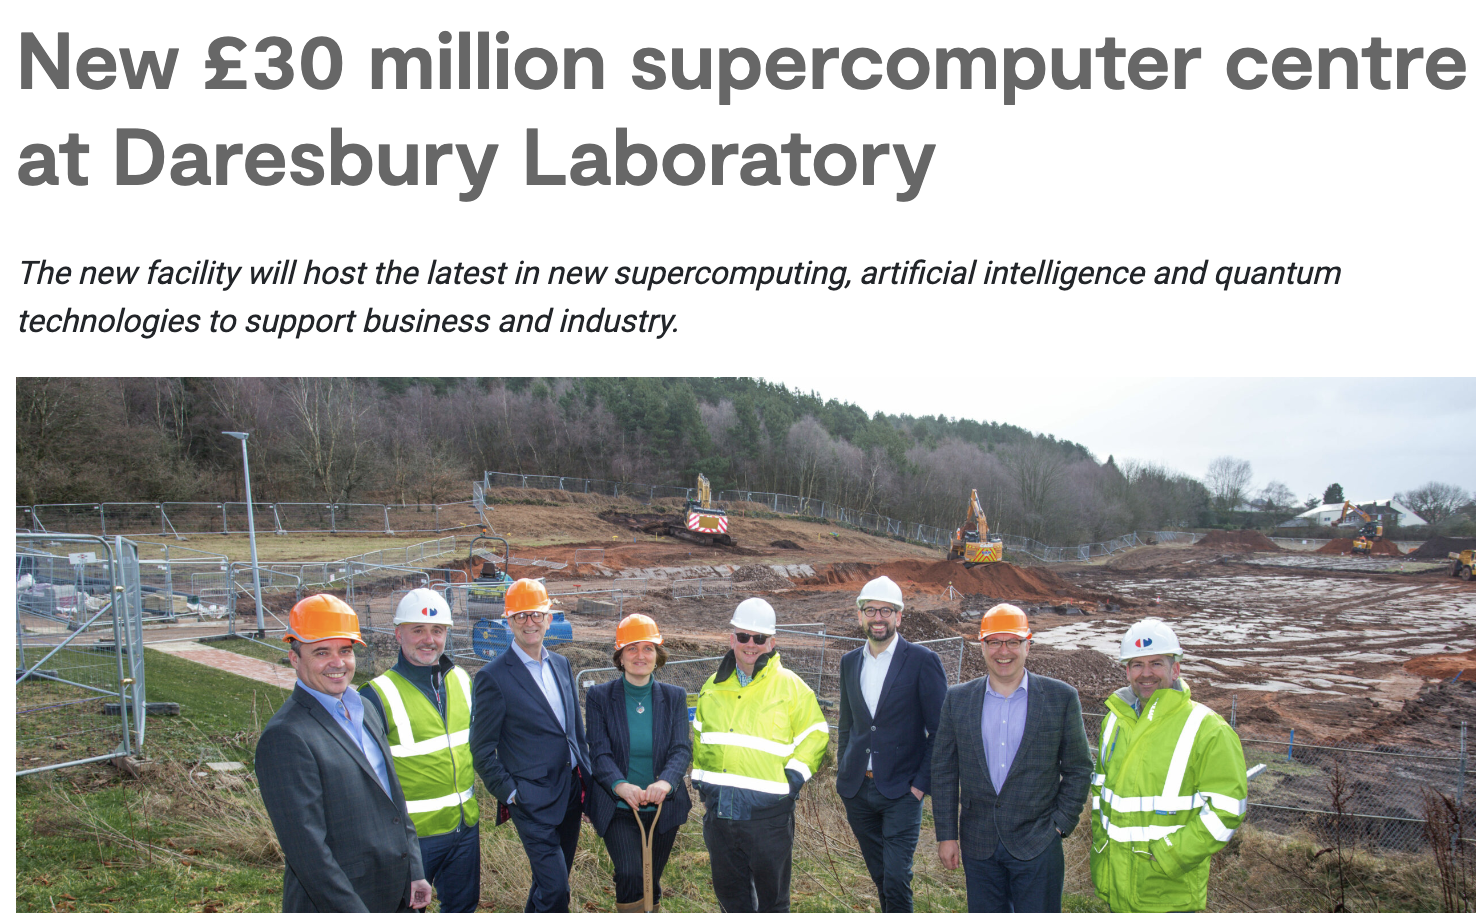 New £30 million supercomputer centre
at Daresbury Laboratory
The new facility will host the latest in new supercomputing, artificial intelligence and quantum
technologies to support business and industry.